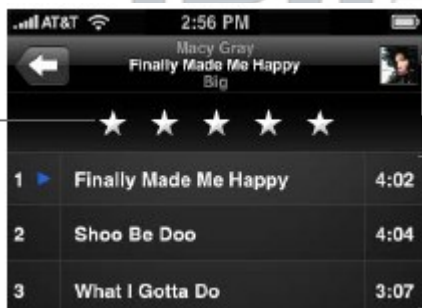 AT&T 2:56 PM
Macy Gray
Finally Made Me Happy
Big
1 Finally Made Me Happy 4:02
2 Shoo Be Doo 4:04
3 What I Gotta Do 3:07